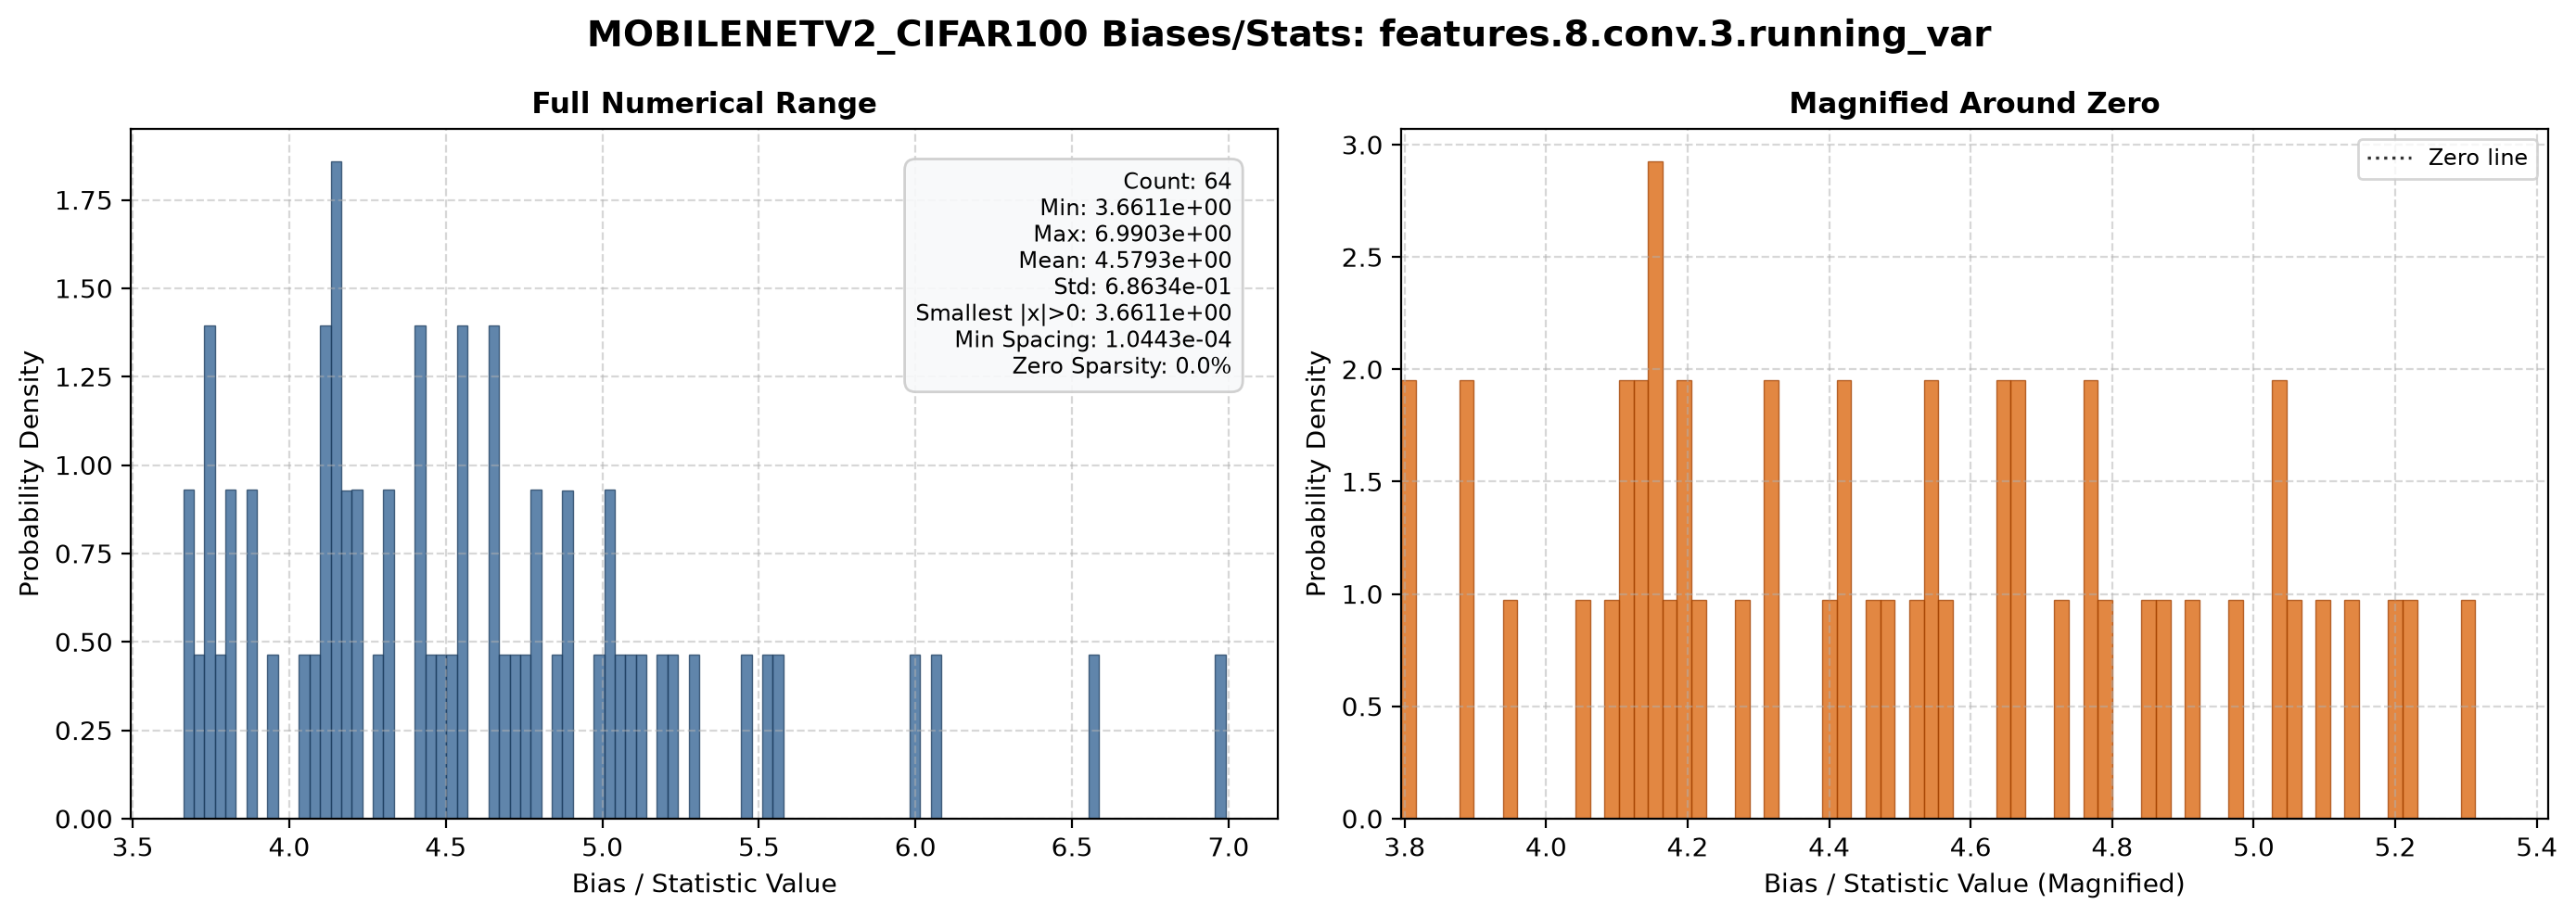 MOBILENETV2_CIFAR100 Biases/Stats: features.8.conv.3.running_var
Full Numerical Range
Probability Density
1.75
1.50
1.25
1.00
0.75
0.50
0.25
0.00
Count: 64
Min: 3.6611e+00
Max: 6.9903e+00
Mean: 4.5793e+00
Std: 6.8634e-01
Smallest |x|>0: 3.6611e+00
Min Spacing: 1.0443e-04
Zero Sparsity: 0.0%
3.5 4.0 4.5 5.0 5.5 6.0 6.5 7.0
Bias / Statistic Value
Magnified Around Zero
Probability Density
3.0
2.5
2.0
1.5
1.0
0.5
0.0
Zero line
3.8 4.0 4.2 4.4 4.6 4.8 5.0 5.2 5.4
Bias / Statistic Value (Magnified)